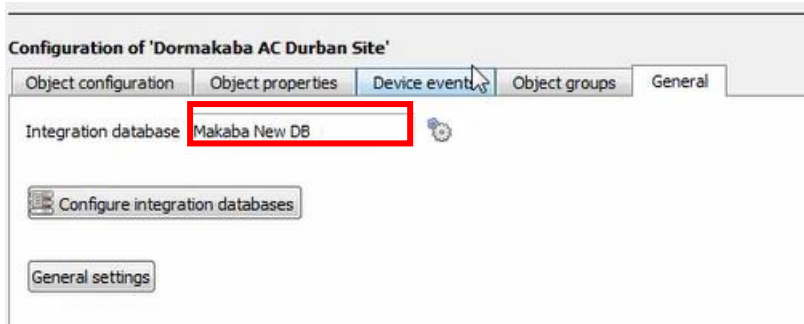 Configuration of 'Dormakaba AC Durban Site'
Object configuration Object properties Device events Object groups General
Integration database Makaba New DB
Configure integration databases
General settings